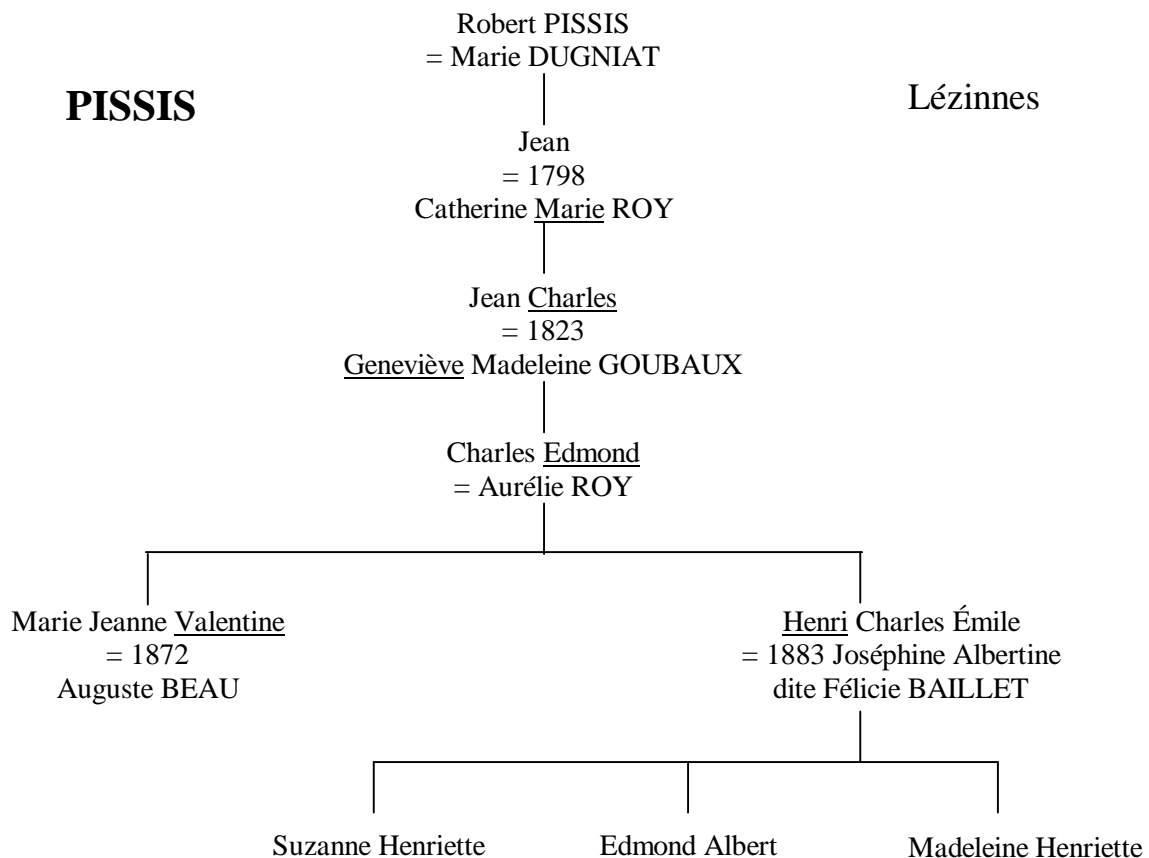 Robert PISSIS
= Marie DUGNIAT
PISSIS
Lézinnes
Jean
= 1798
Catherine Marie ROY
Jean Charles
= 1823
Geneviève Madeleine GOUBAUX
Charles Edmond
= Aurélie ROY
Marie Jeanne Valentine
= 1872
Auguste BEAU
Henri Charles Émile
= 1883 Joséphine Albertine
dite Félicie BAILLET
Suzanne Henriette
Edmond Albert
Madeleine Henriette